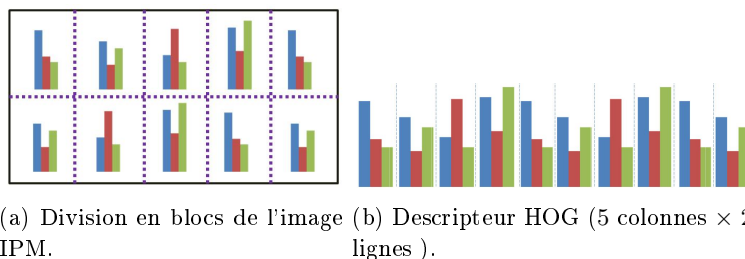 (a) Division en blocs de l'image
IPM.
(b) Descripteur HOG (5 colonnes × 2
lignes ).